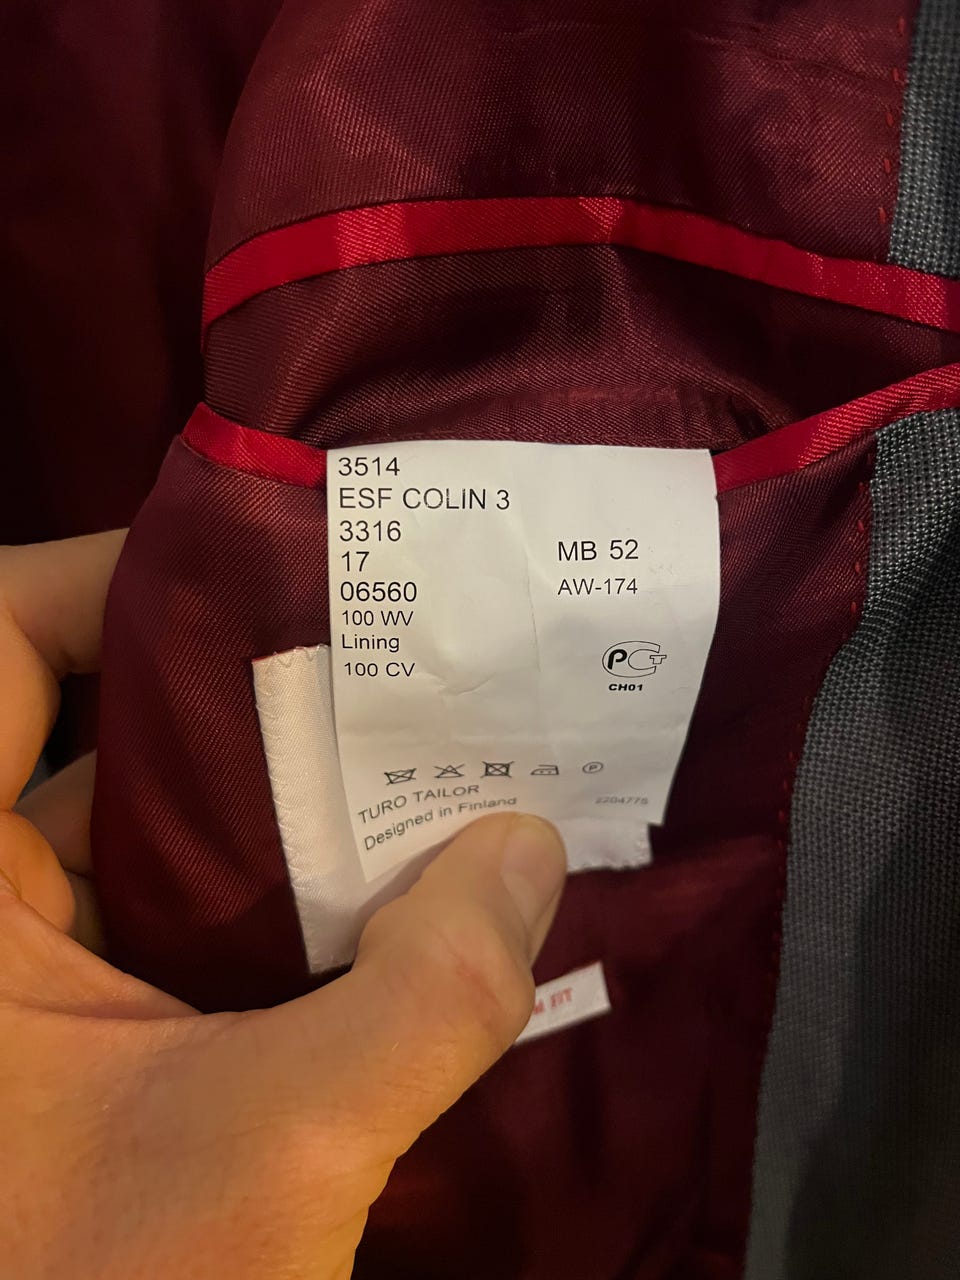 3514
ESF COLIN 3
3316
17
06560
100 WV
Lining
100 CV
MB 52
AW-174
PCT
CH01
P
TURO TAILOR
Designed in Finland
2204775
FIT